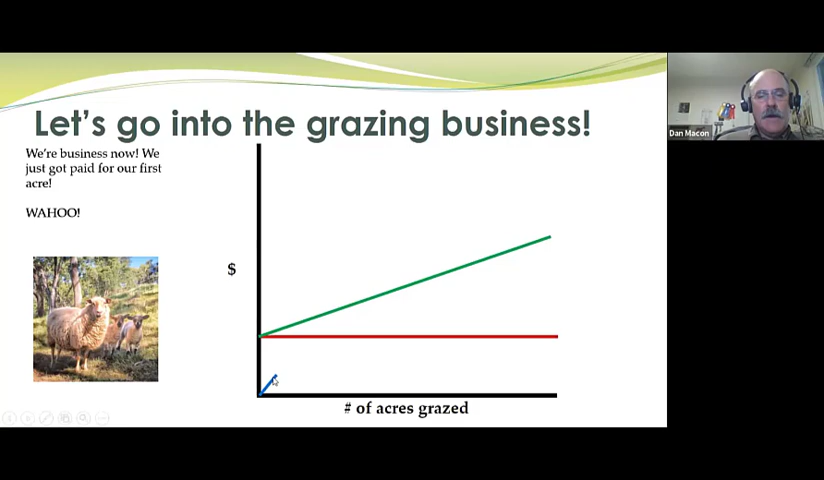 Let's go into the grazing business!
We're business now! We
just got paid for our first
acre!
WAHOO!
$
# of acres grazed
Dan Macon